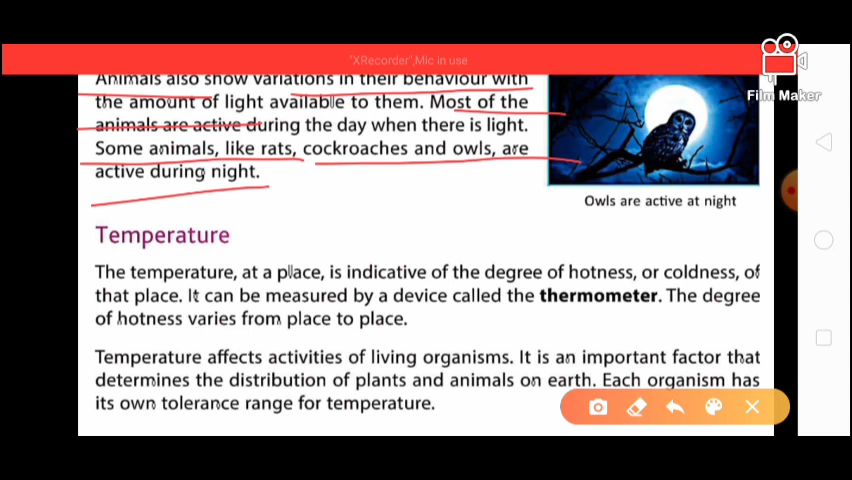 "XRecorder",Mic in use
Film Maker
Animals also show variations in their behaviour with
the amount of light available to them. Most of the
animals are active during the day when there is light.
Some animals, like rats, cockroaches and owls, are
active during night.
Owls are active at night
Temperature
The temperature, at a place, is indicative of the degree of hotness, or coldness, of
that place. It can be measured by a device called the thermometer. The degree
of hotness varies from place to place.
Temperature affects activities of living organisms. It is an important factor that
determines the distribution of plants and animals on earth. Each organism has
its own tolerance range for temperature.